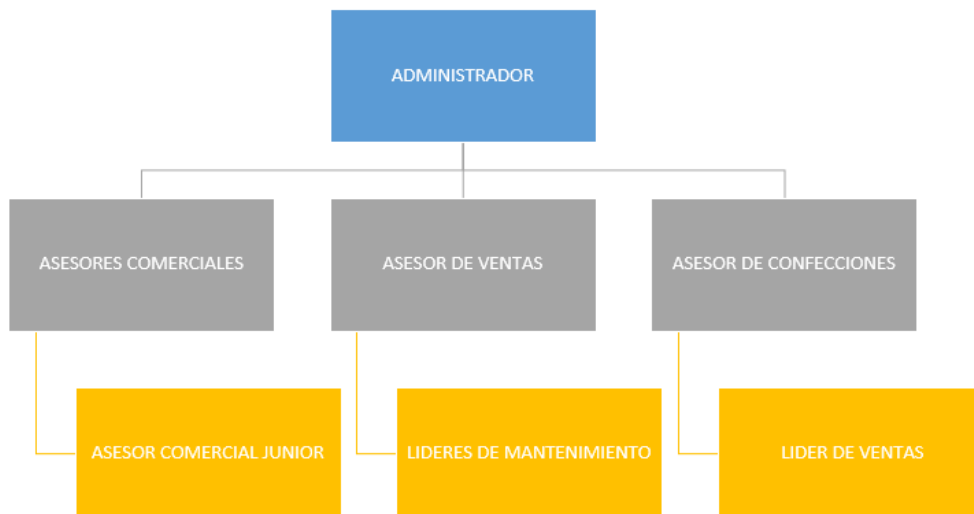 ADMINISTRADOR
ASESORES COMERCIALES
ASESOR DE VENTAS
ASESOR DE CONFECCIONES
ASESOR COMERCIAL JUNIOR
LIDERES DE MANTENIMIENTO
LIDER DE VENTAS